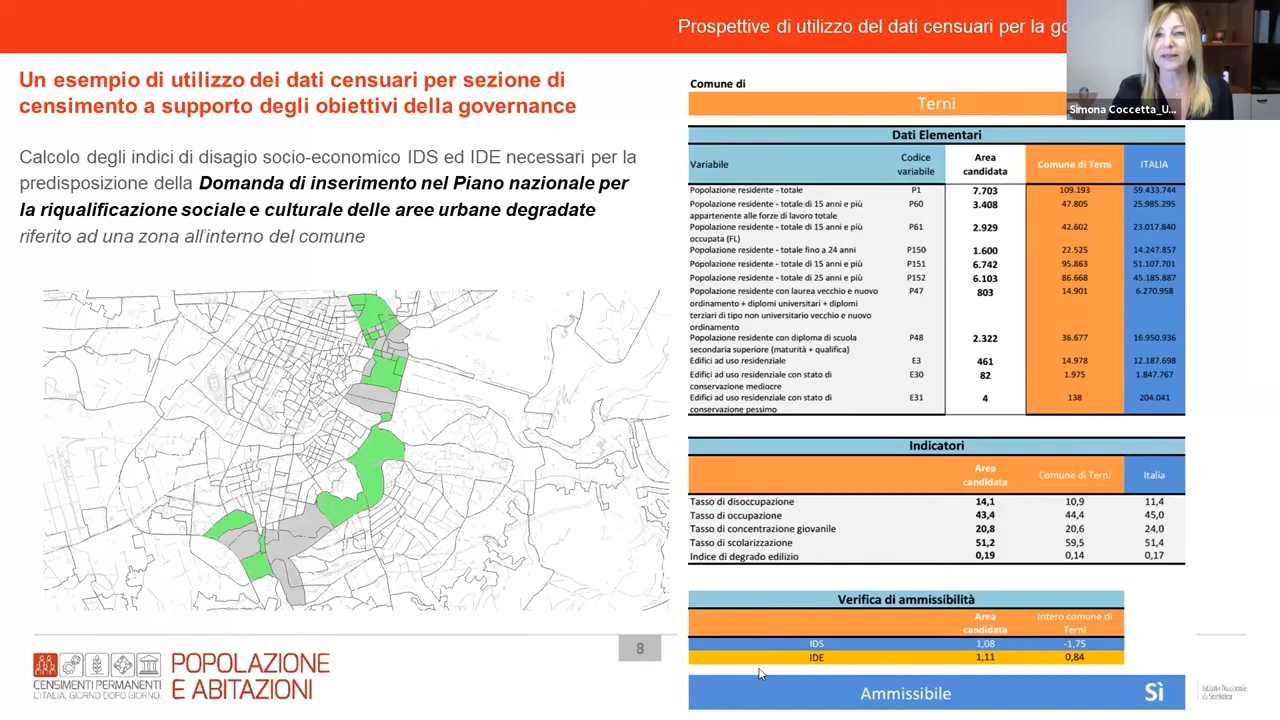 Prospettive di utilizzo del dati censuari per la
Simona Coccetta_U...
Un esempio di utilizzo dei dati censuari per sezione di
censimento a supporto degli obiettivi della governance
Calcolo degli indici di disagio socio-economico IDS ed IDE necessari per la
predisposizione della Domanda di inserimento nel Piano nazionale per
la riqualificazione sociale e culturale delle aree urbane degradate
riferito ad una zona all'interno del comune
Comune di
Terni
Dati Elementari
Variabile Codice variabile Area candidata Comune di Terni ITALIA
Popolazione residente - totale P1 7.703 109.193 59.433.744
Popolazione residente - totale di 15 anni e più P60 3.408 47.805 25.985.295
appartenente alle forze di lavoro totale
Popolazione residente - totale di 15 anni e più P61 2.929 42.602 23.017.840
occupata (FL)
Popolazione residente - totale fino a 24 anni P150 1.600 22.525 14.247.857
Popolazione residente - totale di 15 anni e più P151 6.742 95.863 51.107.701
Popolazione residente - totale di 25 anni e più P152 6.103 86.668 45.185.887
Popolazione residente con laurea vecchio e nuovo P47 803 14.901 6.270.958
ordinamento + diplomi universitari + diplomi
terziari di tipo non universitario vecchio e nuovo
ordinamento
Popolazione residente con diploma di scuola P48 2.322 36.677 16.950.936
secondaria superiore (maturità + qualifica)
Edifici ad uso residenziale E3 461 14.978 12.187.698
Edifici ad uso residenziale con stato di E30 82 1.975 1.847.767
conservazione mediocre
Edifici ad uso residenziale con stato di E31 4 138 204.041
conservazione pessimo
Indicatori
Area candidata Comune di Terni Italia
Tasso di disoccupazione 14,1 10,9 11,4
Tasso di occupazione 43,4 44,4 45,0
Tasso di concentrazione giovanile 20,8 20,6 24,0
Tasso di scolarizzazione 51,2 59,5 51,4
Indice di degrado edilizio 0,19 0,14 0,17
Verifica di ammissibilità
Area candidata Intero comune di Terni
IDS 1,08 -1,75
IDE 1,11 0,84
Ammissibile Sì
8
CENSIMENTI PERMANENTI
L'ITALIA, GIORNO DOPO GIORNO.
POPOLAZIONE
E ABITAZIONI
Istituto Nazionale
di Statistica